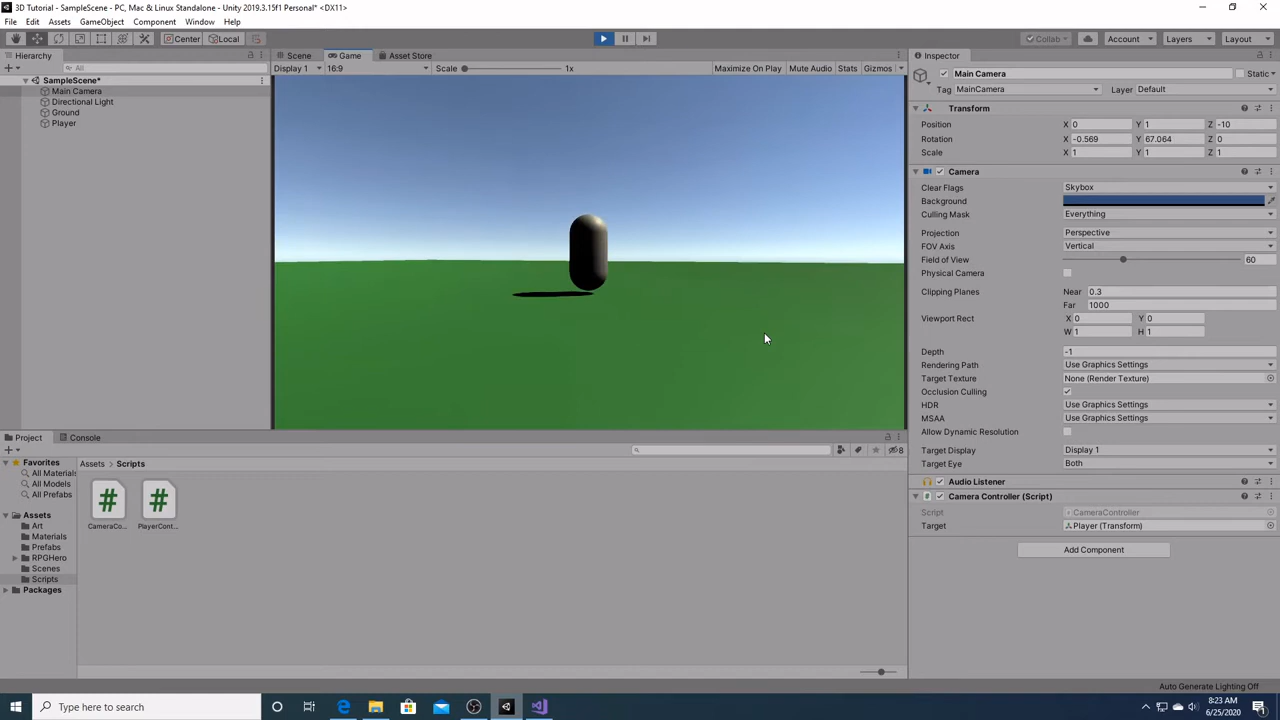 3D Tutorial - SampleScene - PC, Mac & Linux Standalone - Unity 2019.3.15f1 Personal* <DX11>
File Edit Assets GameObject Component Window Help
Center Local Collab Account Layers Layout
Hierarchy Scene Game Asset Store Inspector
All Display 1 16:9 Scale 1x Maximize On Play Mute Audio Stats Gizmos
Main Camera Static
SampleScene*
Tag MainCamera Layer Default
Main Camera
Directional Light
Ground
Player
Transform
Position X 0 Y 1 Z -10
Rotation X -0.569 Y 67.064 Z 0
Scale X 1 Y 1 Z 1
Camera
Clear Flags Skybox
Background
Culling Mask Everything
Projection Perspective
FOV Axis Vertical
Field of View 60
Physical Camera
Clipping Planes Near 0.3
Far 1000
Viewport Rect X 0 Y 0
W 1 H 1
Depth -1
Rendering Path Use Graphics Settings
Target Texture None (Render Texture)
Occlusion Culling
HDR Use Graphics Settings
MSAA Use Graphics Settings
Allow Dynamic Resolution
Target Display Display 1
Target Eye Both
Audio Listener
Camera Controller (Script)
Script CameraController
Target Player (Transform)
Add Component
Project Console
8
Favorites
All Materials
All Models
All Prefabs
Assets
Art
Materials
Prefabs
RPGHero
Scenes
Scripts
Packages
Assets > Scripts
CameraCo... PlayerCont...
Auto Generate Lighting Off
Type here to search
8:23 AM
6/25/2020
1